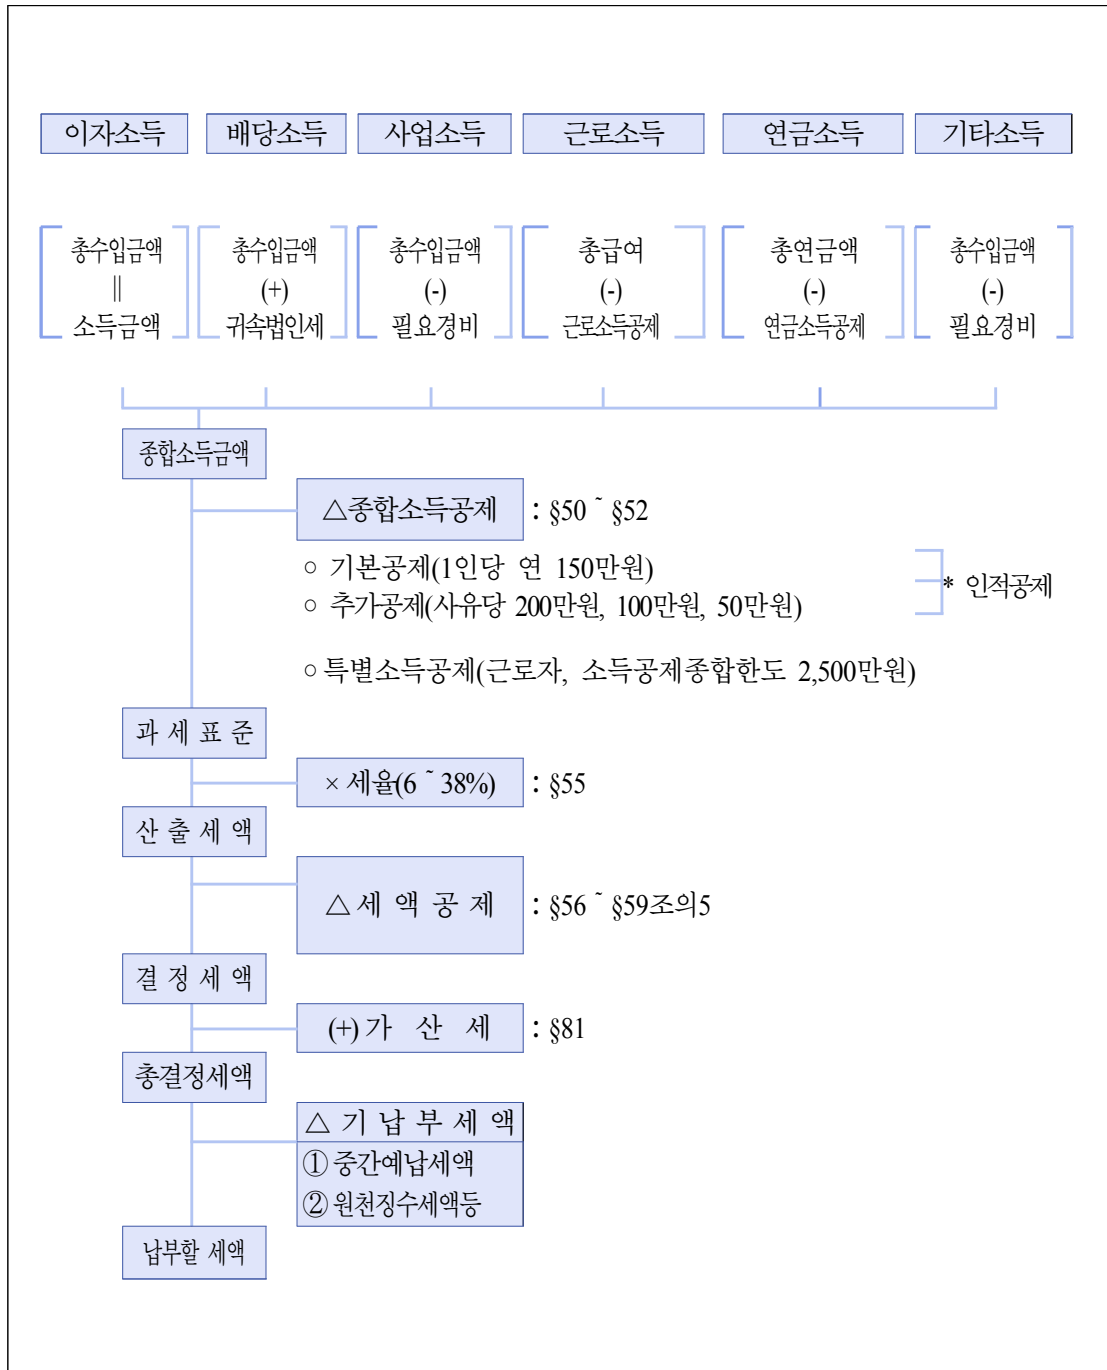 이자소득 배당소득 사업소득 근로소득 연금소득 기타소득
총수입금액 총수입금액 총수입금액 총급여 총연금액 총수입금액
∥ (+) (-) (-) (-) (-)
소득금액 귀속법인세 필요경비 근로소득공제 연금소득공제 필요경비
종합소득금액
△종합소득공제 : §50 ~ §52
○ 기본공제(1인당 연 150만원)
○ 추가공제(사유당 200만원, 100만원, 50만원)
* 인적공제
○ 특별소득공제(근로자, 소득공제종합한도 2,500만원)
과 세 표 준
× 세율(6 ~ 38%) : §55
산 출 세 액
△ 세 액 공 제 : §56 ~ §59조의5
결 정 세 액
(+) 가 산 세 : §81
총결정세액
△ 기 납 부 세 액
① 중간예납세액
② 원천징수세액등
납부할 세액